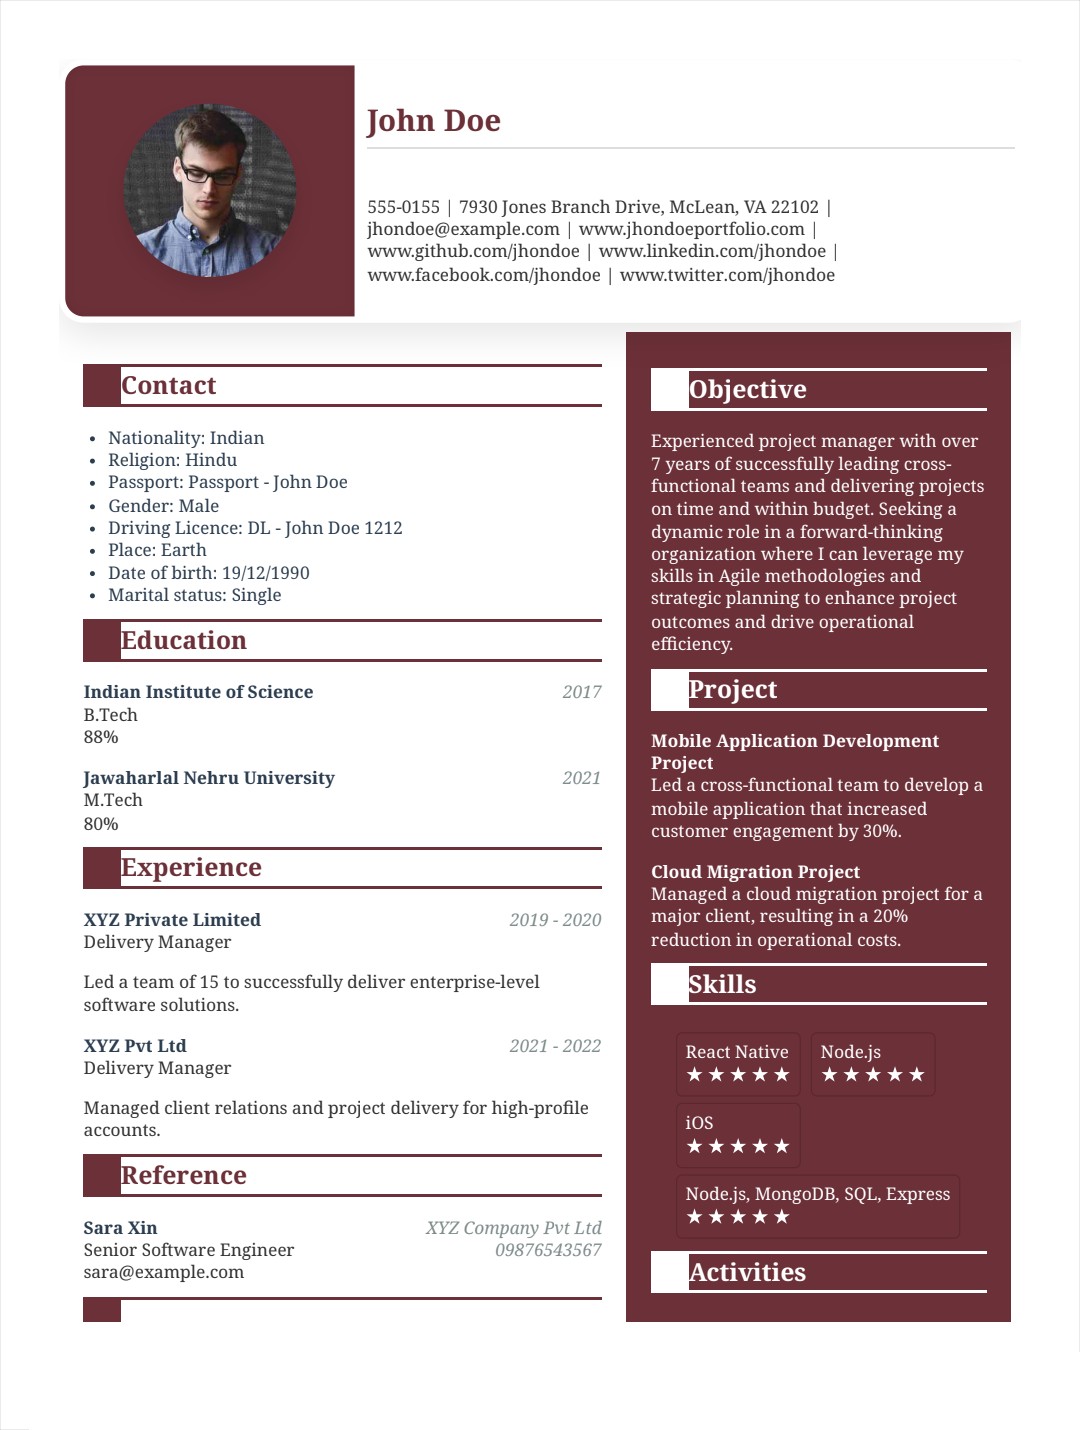 John Doe
555-0155 | 7930 Jones Branch Drive, McLean, VA 22102 |
jhondoe@example.com | www.jhondoeportfolio.com |
www.github.com/jhondoe | www.linkedin.com/jhondoe |
www.facebook.com/jhondoe | www.twitter.com/jhondoe
Contact
• Nationality: Indian
• Religion: Hindu
• Passport: Passport - John Doe
• Gender: Male
• Driving Licence: DL - John Doe 1212
• Place: Earth
• Date of birth: 19/12/1990
• Marital status: Single
Education
Indian Institute of Science 2017
B.Tech
88%
Jawaharlal Nehru University 2021
M.Tech
80%
Experience
XYZ Private Limited 2019 - 2020
Delivery Manager
Led a team of 15 to successfully deliver enterprise-level
software solutions.
XYZ Pvt Ltd 2021 - 2022
Delivery Manager
Managed client relations and project delivery for high-profile
accounts.
Reference
Sara Xin XYZ Company Pvt Ltd
Senior Software Engineer 09876543567
sara@example.com
Objective
Experienced project manager with over
7 years of successfully leading cross-
functional teams and delivering projects
on time and within budget. Seeking a
dynamic role in a forward-thinking
organization where I can leverage my
skills in Agile methodologies and
strategic planning to enhance project
outcomes and drive operational
efficiency.
Project
Mobile Application Development
Project
Led a cross-functional team to develop a
mobile application that increased
customer engagement by 30%.
Cloud Migration Project
Managed a cloud migration project for a
major client, resulting in a 20%
reduction in operational costs.
Skills
React Native Node.js
★★★★★ ★★★★★
iOS
★★★★★
Node.js, MongoDB, SQL, Express
★★★★★
Activities